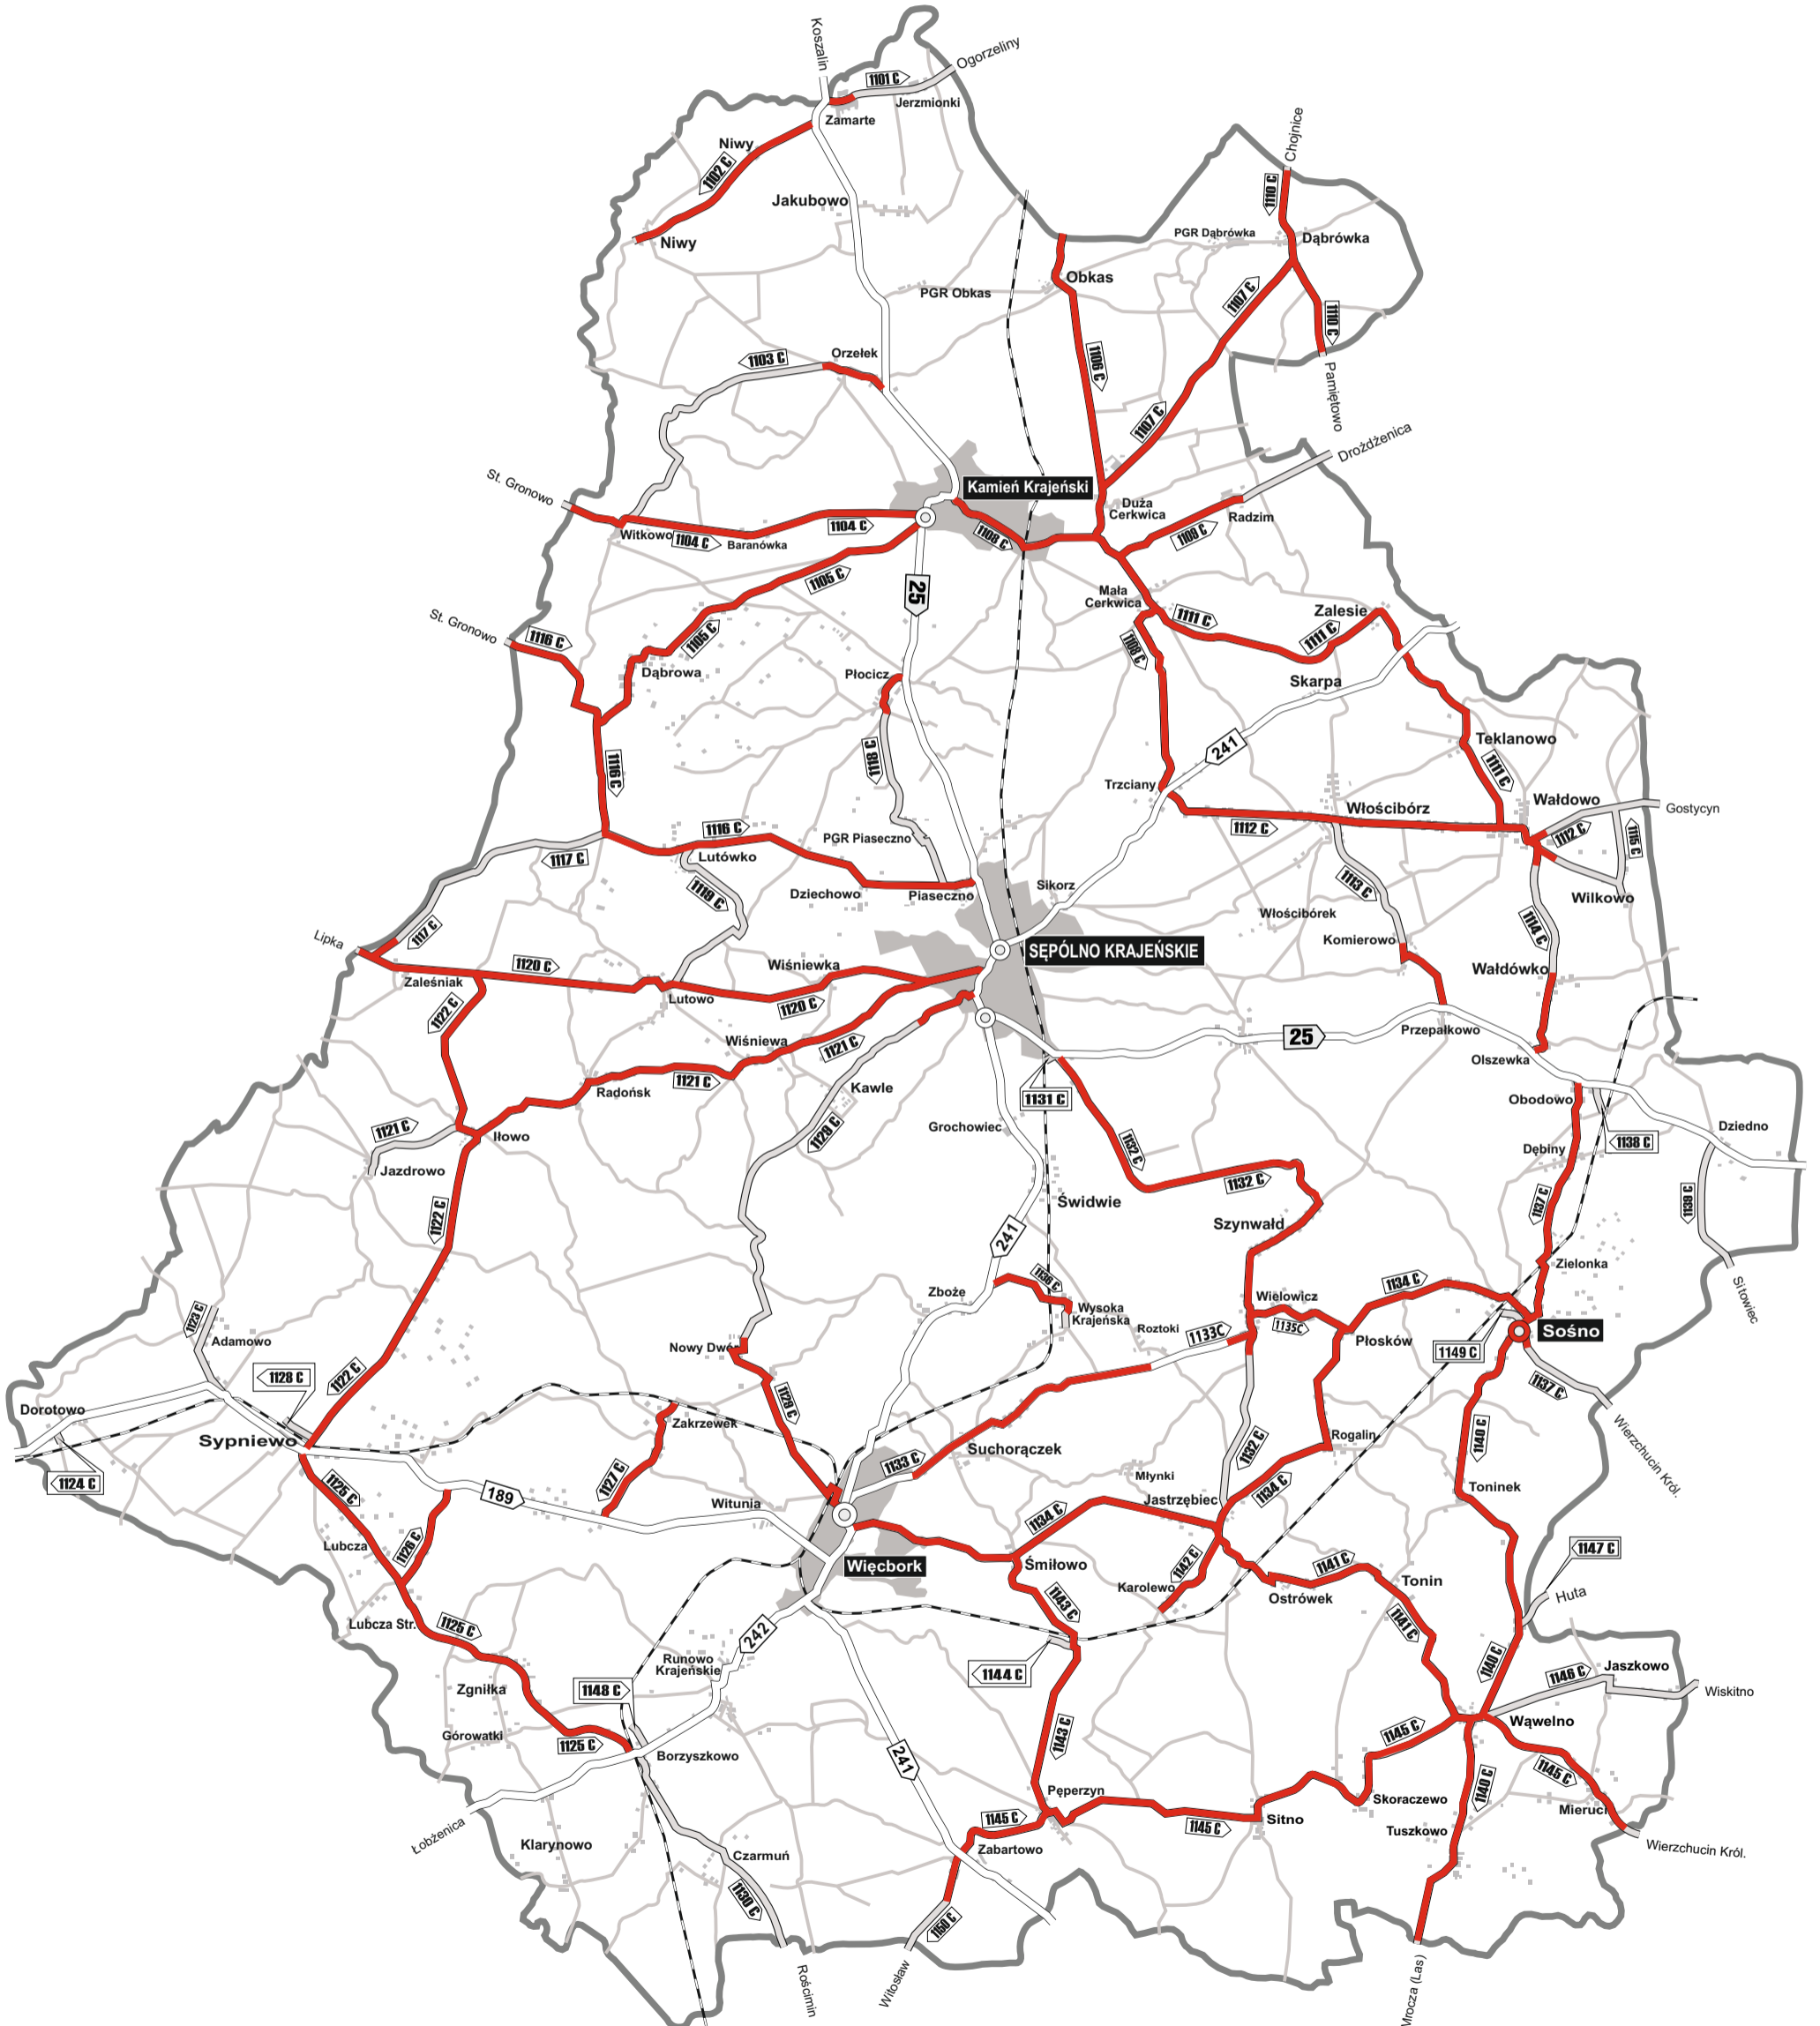 Koszalin
Ogorzeliny
1101 C
Jerzmionki
Zamarte
Niwy
1102 C
Chojnice
1110 C
Jakubowo
Niwy
PGR Dąbrówka
Dąbrówka
Obkas
PGR Obkas
1107 C
1110 C
Orzełek
1103 C
1106 C
Pamiętowo
1107 C
Drożdżenica
St. Gronowo
Kamień Krajeński
Duża
Cerkwica
Radzim
1104 C
Witkowo
1104 C
Baranówka
1108 C
1109 C
1105 C
25
Mała
Cerkwica
St. Gronowo
1116 C
1105 C
1111 C
Zalesie
1111 C
1108 C
Dąbrowa
Płocicz
Skarpa
241
Teklanowo
1118 C
1116 C
1111 C
Trzciany
Włościbórz
Wałdowo
Gostycyn
1116 C
1112 C
1112 C
1115 C
PGR Piaseczno
1117 C
Lutówko
1119 C
Dziechowo
Piaseczno
Sikorz
1113 C
Wilkowo
Włościbórek
1117 C
Lipka
1114 C
Komierowo
SĘPÓLNO KRAJEŃSKIE
Wiśniewka
1120 C
Wałdówko
Zaleśniak
Lutowo
1120 C
1122 C
Wiśniewa
1121 C
25
Przepałkowo
Olszewka
1121 C
Radońsk
Kawle
1131 C
Obodowo
1129 C
Grochowiec
1121 C
Iłowo
Dziedno
1138 C
1132 C
Dębiny
Jazdrowo
1132 C
1139 C
1137 C
Świdwie
1122 C
Szynwałd
241
Zielonka
1136 C
Zboże
1134 C
Sitowiec
Wielowicz
1123 C
Wysoka
Krajeńska
Roztoki
1133C
1135C
Adamowo
Płosków
Sośno
Nowy Dwór
1149 C
1128 C
1122 C
1137 C
Dorotowo
1129 C
Zakrzewek
Sypniewo
Suchorączek
Rogalin
1140 C
Wierzchucin Król.
1132 C
1133 C
1124 C
1127 C
Młynki
1125 C
189
Witunia
Jastrzębiec
1134 C
Toninek
1134 C
Lubcza
1126 C
1147 C
Więcbork
Śmiłowo
1142 C
1141 C
Tonin
Karolewo
Ostrówek
Huta
Lubcza Str.
1125 C
1143 C
1141 C
242
Runowo
Krajeńskie
1140 C
1144 C
Jaszkowo
1146 C
Zgniłka
1148 C
Wiskitno
Wąwelno
Górowatki
1125 C
Borzyszkowo
1143 C
1145 C
241
1145 C
Pęperzyn
1140 C
Skoraczewo
Mieruci
1145 C
1145 C
Sitno
Tuszkowo
Łobżenica
Klarynowo
Zabartowo
Wierzchucin Król.
Czarmuń
1130 C
1150 C
Rościmin
Witosław
Mrocza (Las)